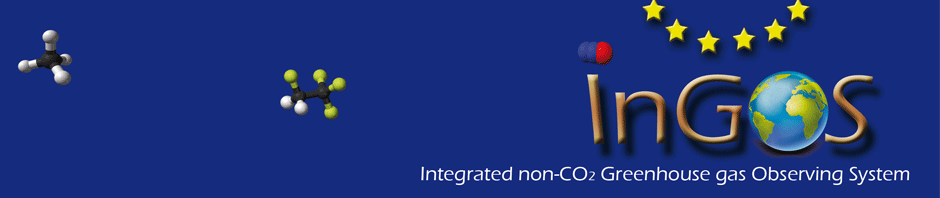 InGOS
Integrated non-CO₂ Greenhouse gas Observing System